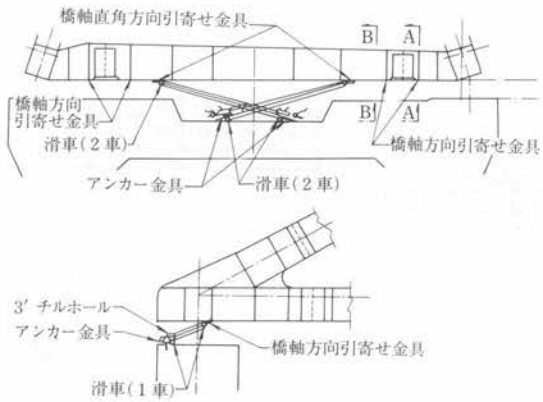 橋軸直角方向引寄せ金具
B
A
橋軸方向
引寄せ金具
滑車(2車)
アンカー金具
滑車(2車)
B
A
橋軸方向引寄せ金具
3′チルホール
アンカー金具
滑車(1車)
橋軸方向引寄せ金具